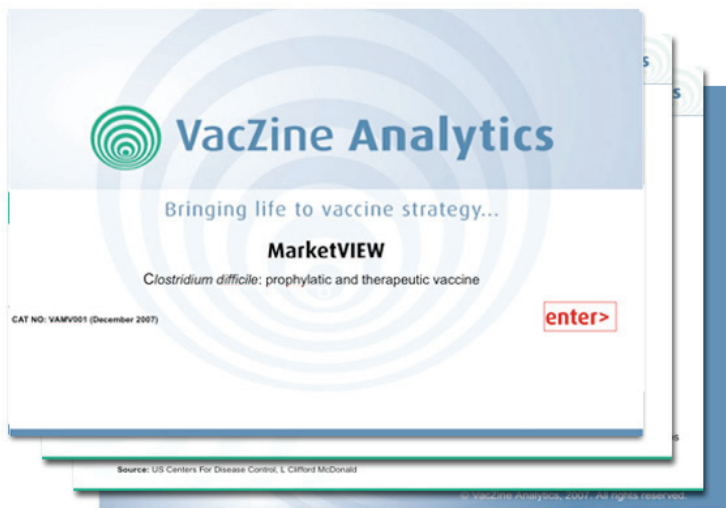 VacZine Analytics
Bringing life to vaccine strategy...
MarketVIEW
Clostridium difficile: prophylatic and therapeutic vaccine
CAT NO: VAMV001 (December 2007)
enter>
s
s
s
Source: US Centers For Disease Control, L Clifford McDonald
© VacZine Analytics, 2007. All rights reserved.